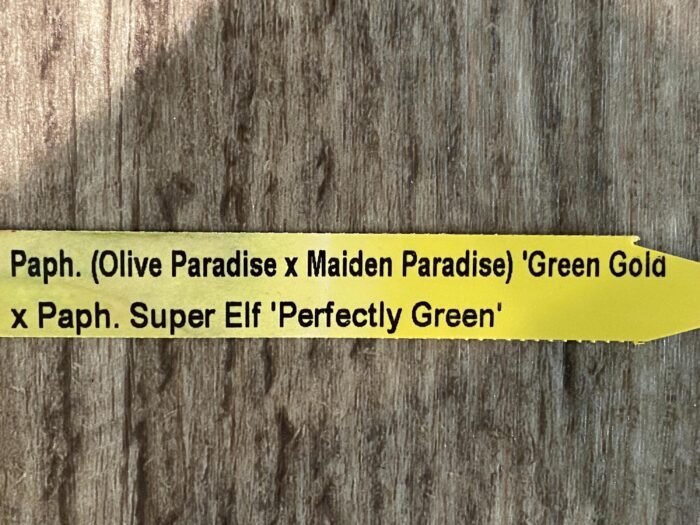 Paph. (Olive Paradise x Maiden Paradise) 'Green Gold
x Paph. Super Elf 'Perfectly Green'